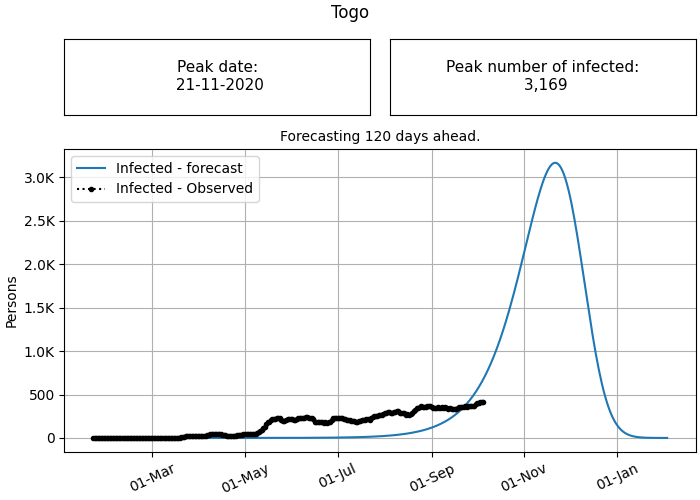 Togo
Peak date:
21-11-2020
Peak number of infected:
3,169
Forecasting 120 days ahead.
Infected - forecast
Infected - Observed
Persons
3.0K
2.5K
2.0K
1.5K
1.0K
500
0
01-Mar
01-May
01-Jul
01-Sep
01-Nov
01-Jan